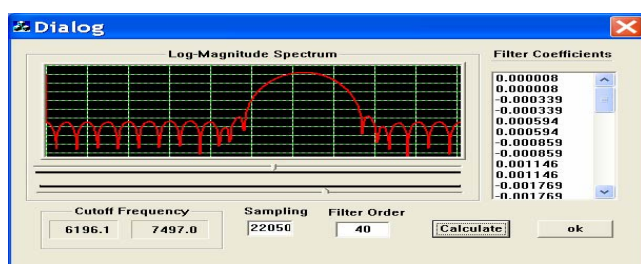 Dialog
Log-Magnitude Spectrum
Filter Coefficients
0.000008
0.000008
-0.000339
-0.000339
0.000594
0.000594
-0.000859
-0.000859
0.001146
0.001146
-0.001769
-0.001769
Cutoff Frequency
6196.1 7497.0
Sampling
22050
Filter Order
40
Calculate
ok